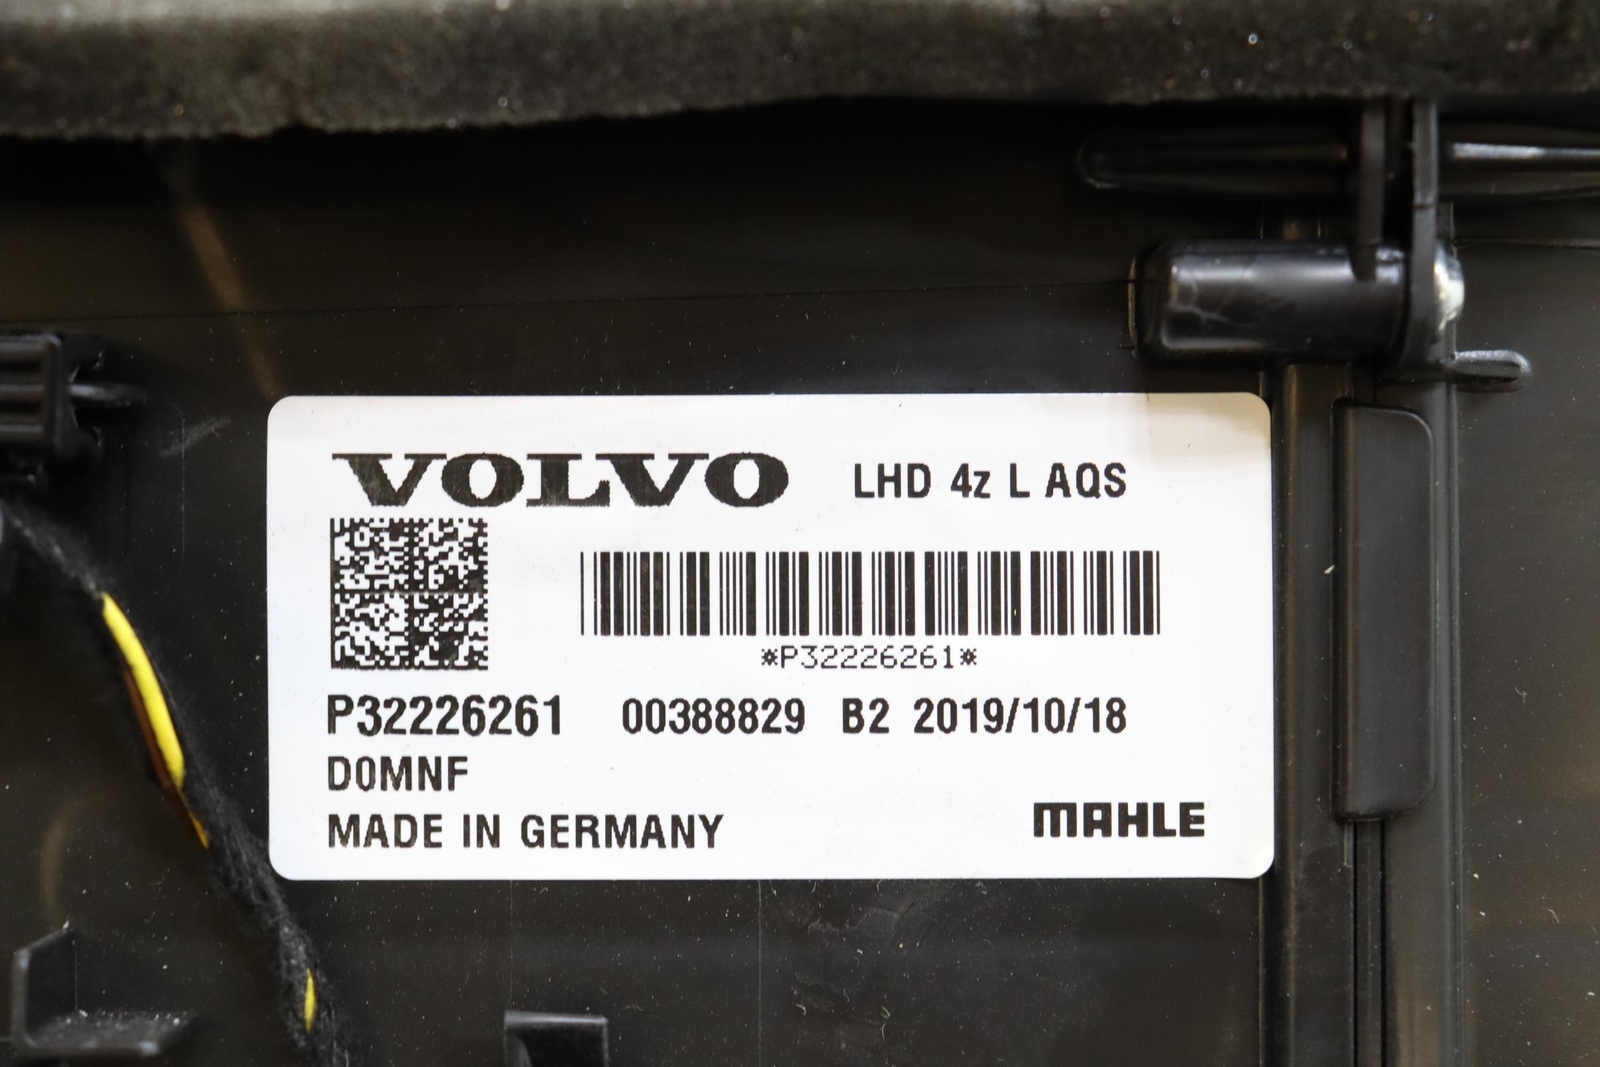 VOLVO LHD 4z L AQS
*P32226261*
P32226261 00388829 B2 2019/10/18
D0MNF
MADE IN GERMANY
MAHLE